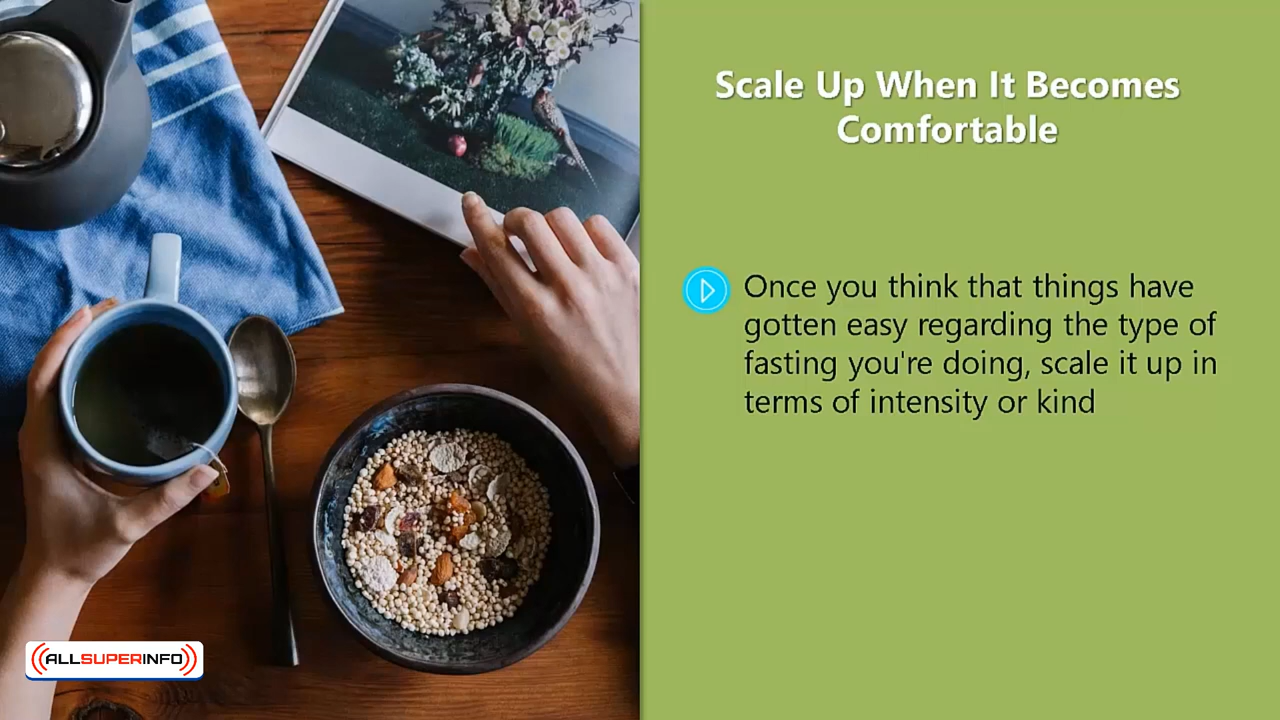 Scale Up When It Becomes
Comfortable
Once you think that things have
gotten easy regarding the type of
fasting you're doing, scale it up in
terms of intensity or kind
ALLSUPERINFO